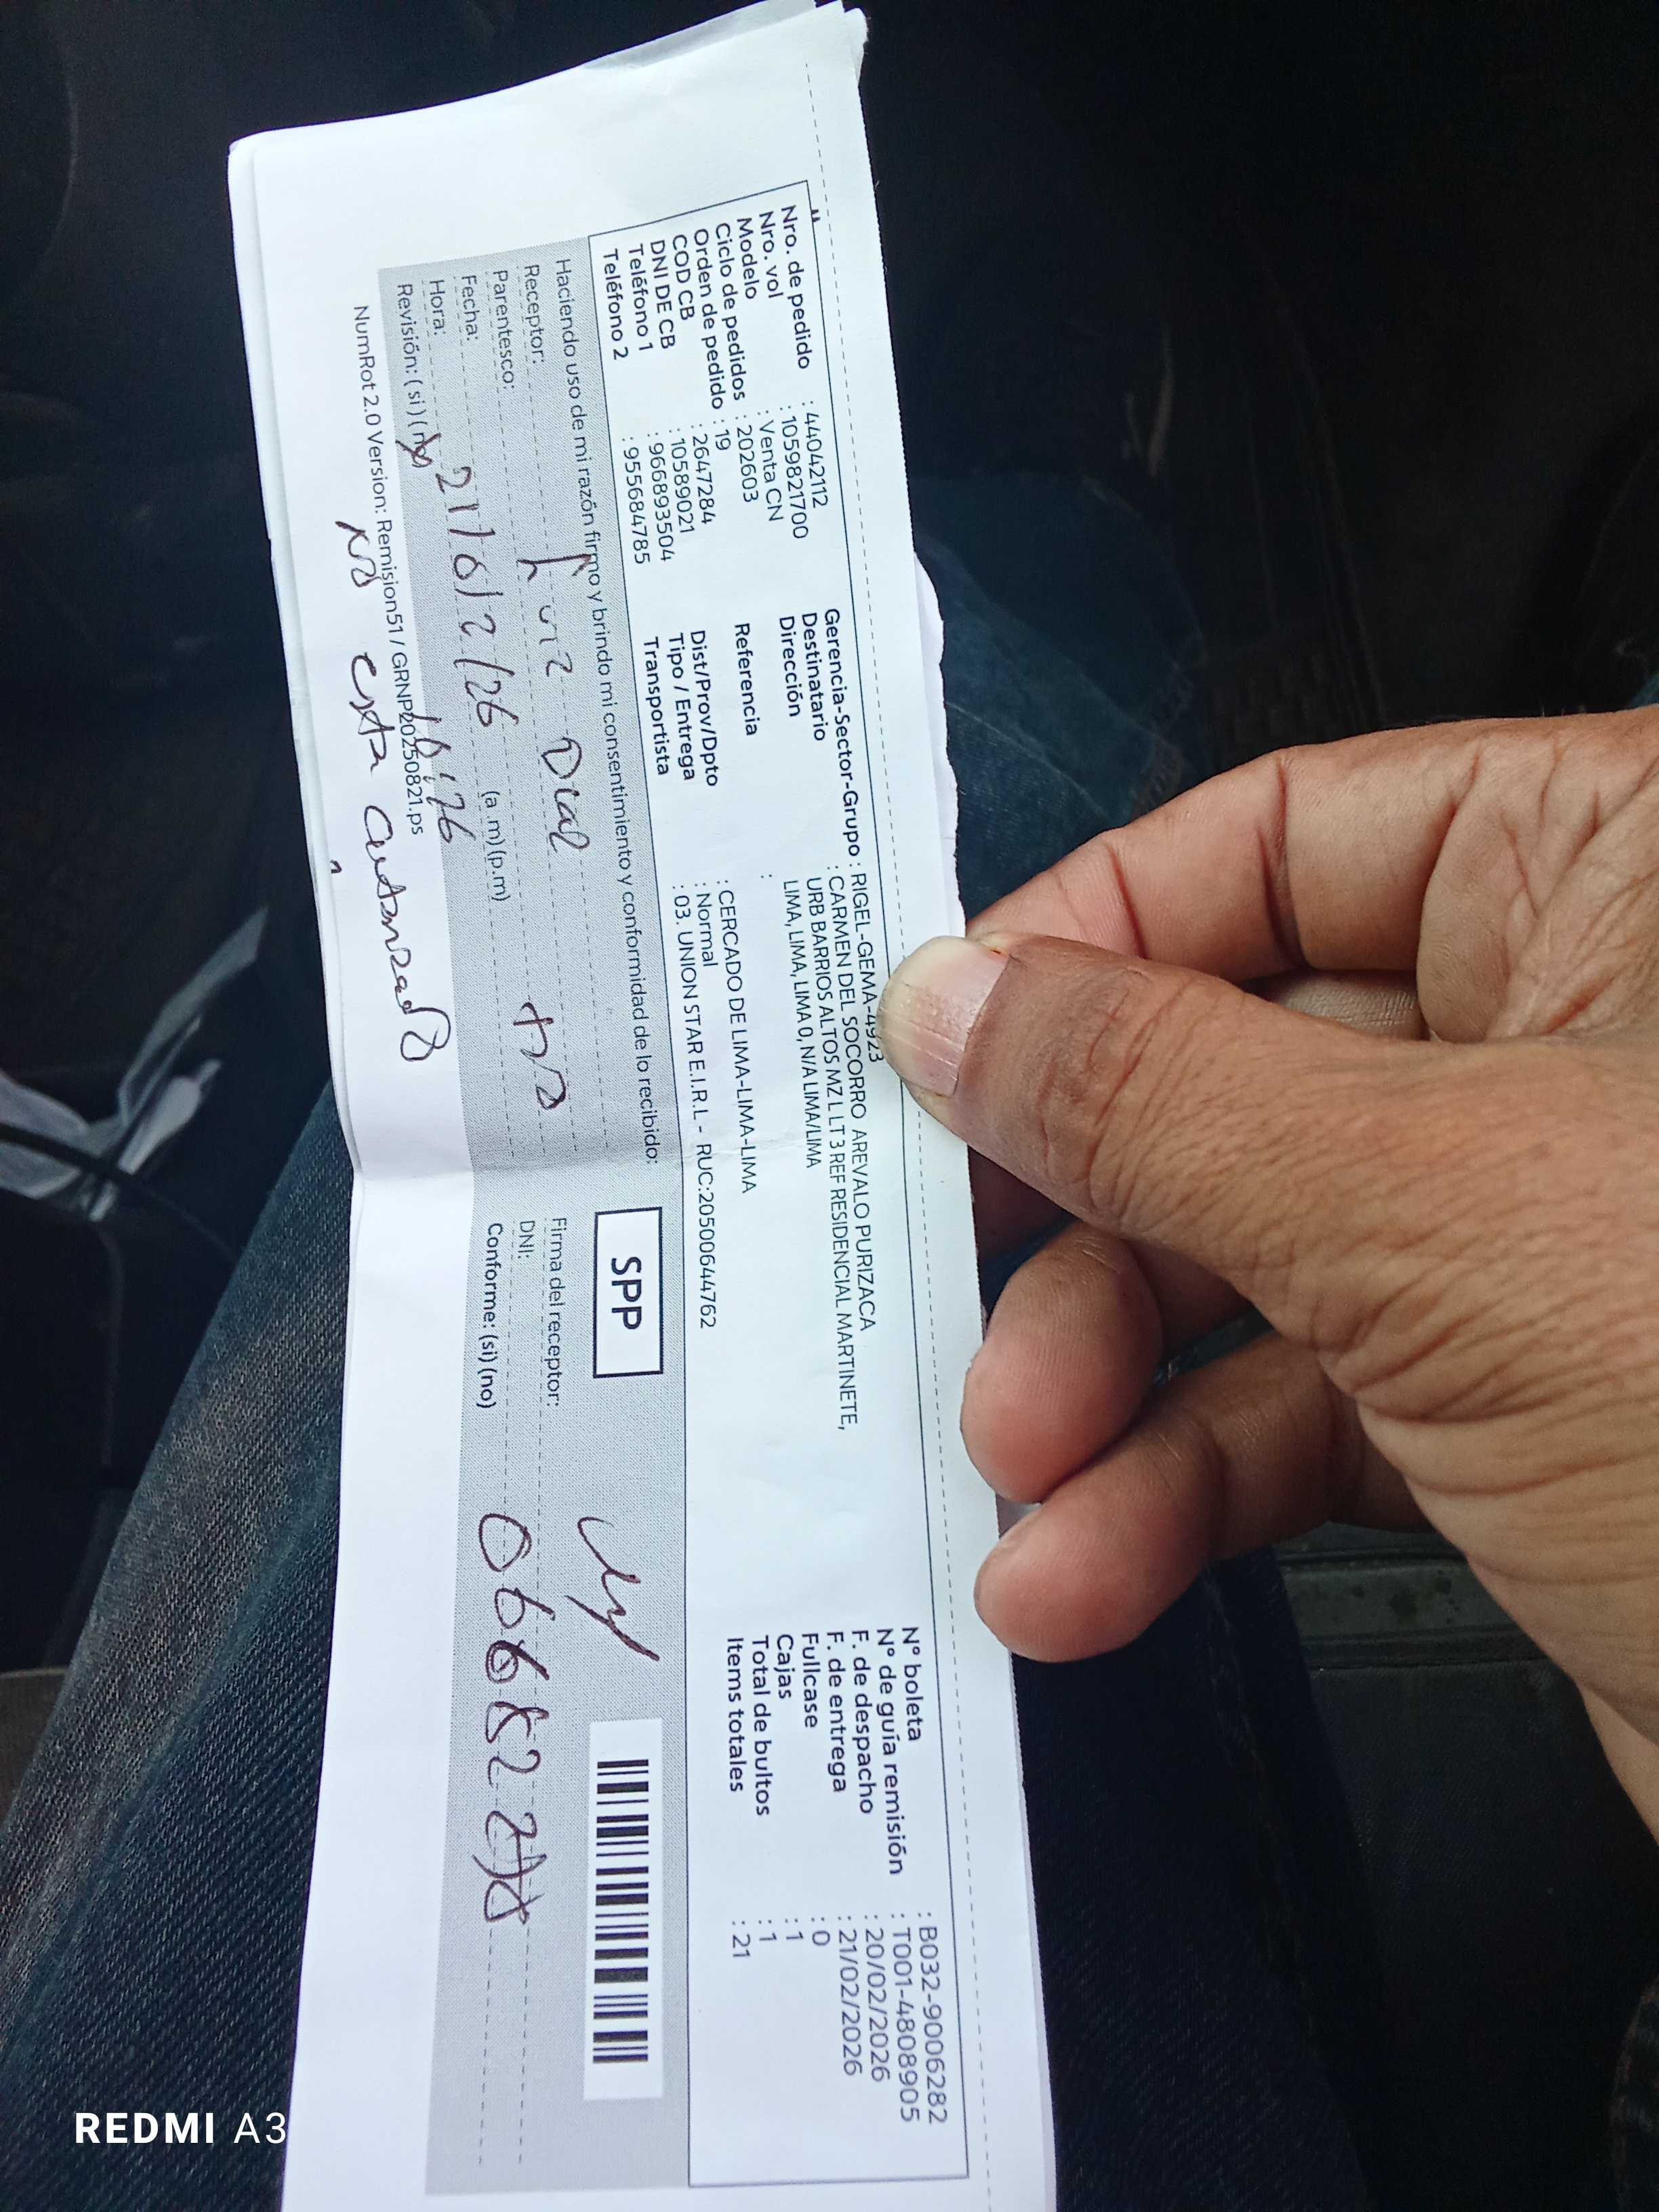 Nro. de pedido : 44042112
Nro. vol : 1059821700
Modelo : Venta CN
Ciclo de pedidos : 202603
Orden de pedido : 19
COD CB : 2647284
DNI DE CB : 10589021
Teléfono 1 : 966893504
Teléfono 2 : 955684785
Gerencia-Sector-Grupo : RIGEL-GEMA-4923
Destinatario : CARMEN DEL SOCORRO AREVALO PURIZACA
Dirección URB BARRIOS ALTOS MZ L LT 3 REF RESIDENCIAL MARTINETE,
LIMA, LIMA, LIMA, LIMA 0, N/A LIMA/LIMA
Referencia :
Dist/Prov/Dpto : CERCADO DE LIMA-LIMA-LIMA
Tipo / Entrega : Normal
Transportista : 03. UNION STAR E.I.R.L - RUC:20500644762
N° boleta : B032-9006282
N° de guía remisión : T001-4808905
F. de despacho : 20/02/2026
F. de entrega : 21/02/2026
Fullcase : 0
Cajas : 1
Total de bultos : 1
Items totales : 21
Haciendo uso de mi razón firmo y brindo mi consentimiento y conformidad de lo recibido:
Receptor: Luiz
Parentesco:
Fecha: 21/02/26
Hora: (a.m)(p.m)
Revisión: (si) (no)
SPP
Firma del receptor:
DNI:
Conforme: (si) (no)
NumRot 2.0 Version: Remision51 / GRNP20250821.ps
no esta
REDMI A3